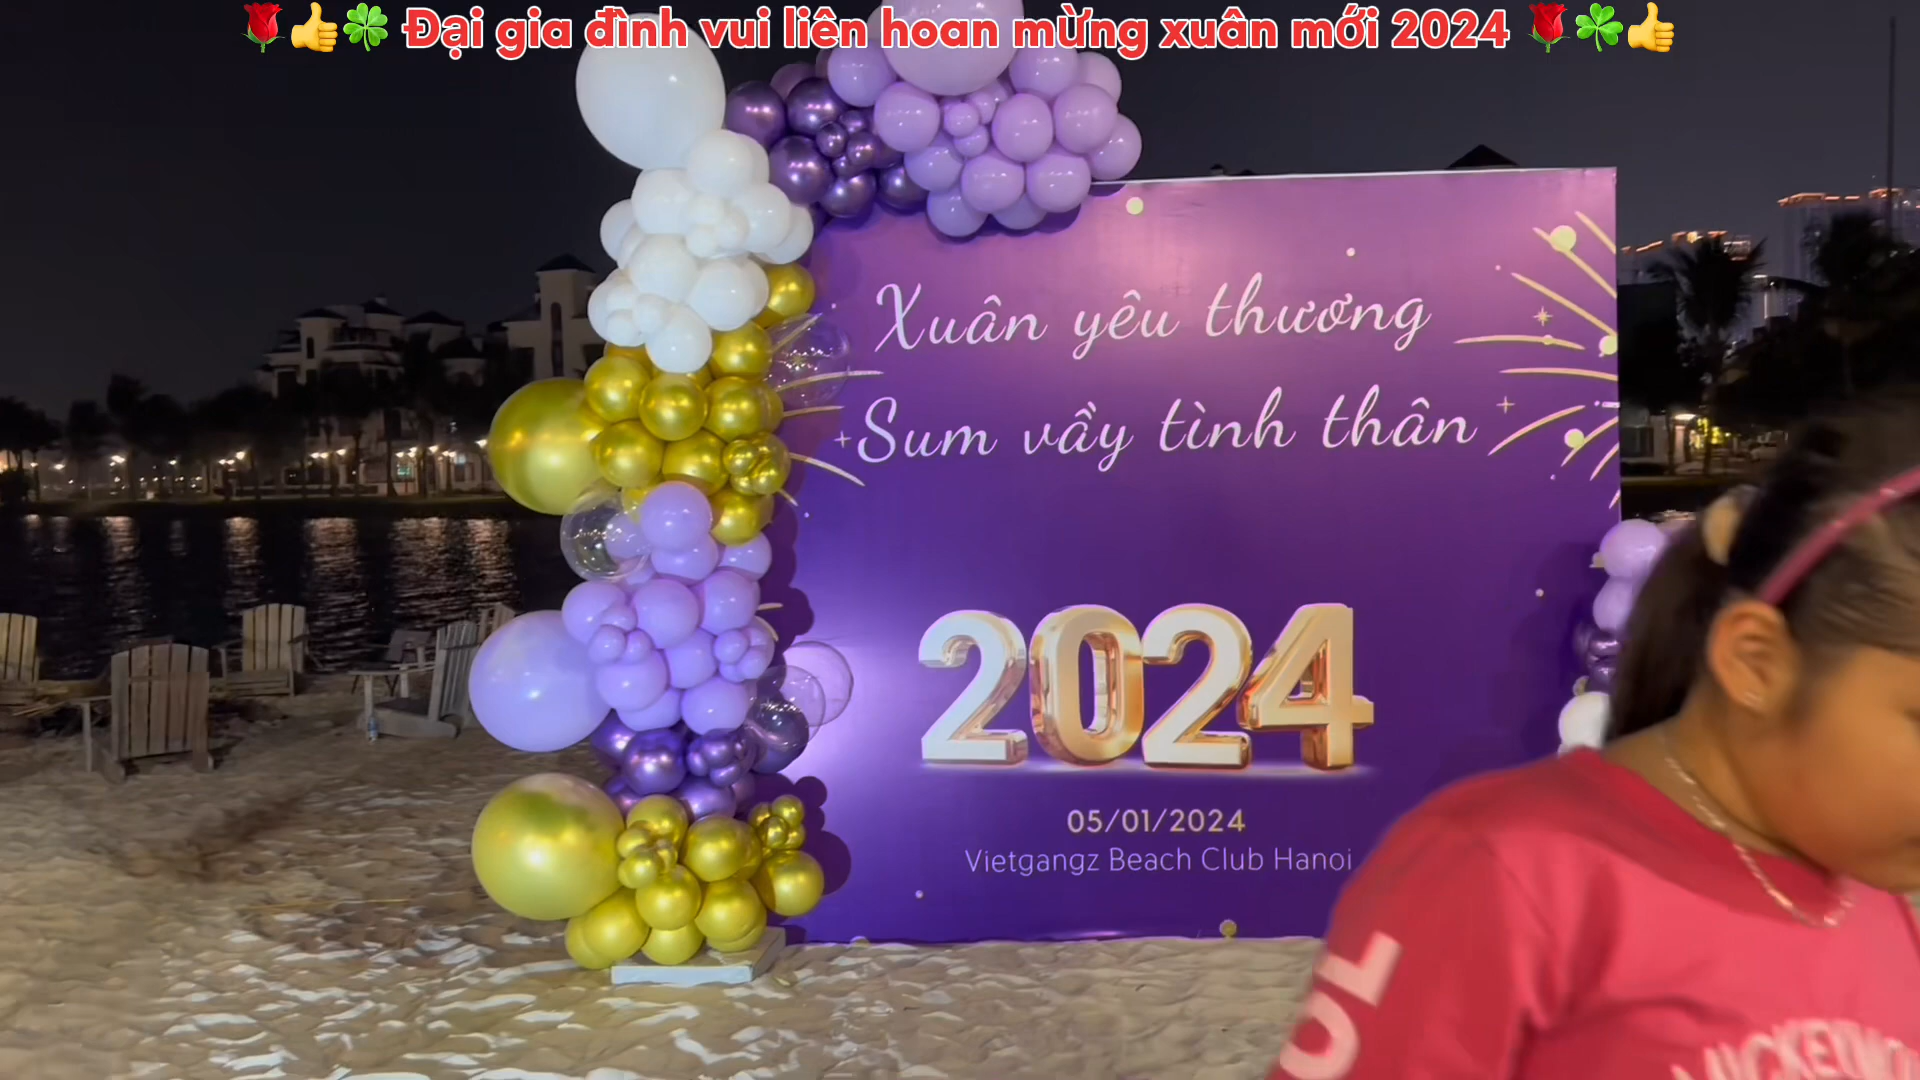 🌹👍☘️ Đại gia đình vui liên hoan mừng xuân mới 2024 🌹☘️👍
Xuân yêu thương
Sum vầy tình thân
2024
05/01/2024
Vietgangz Beach Club Hanoi